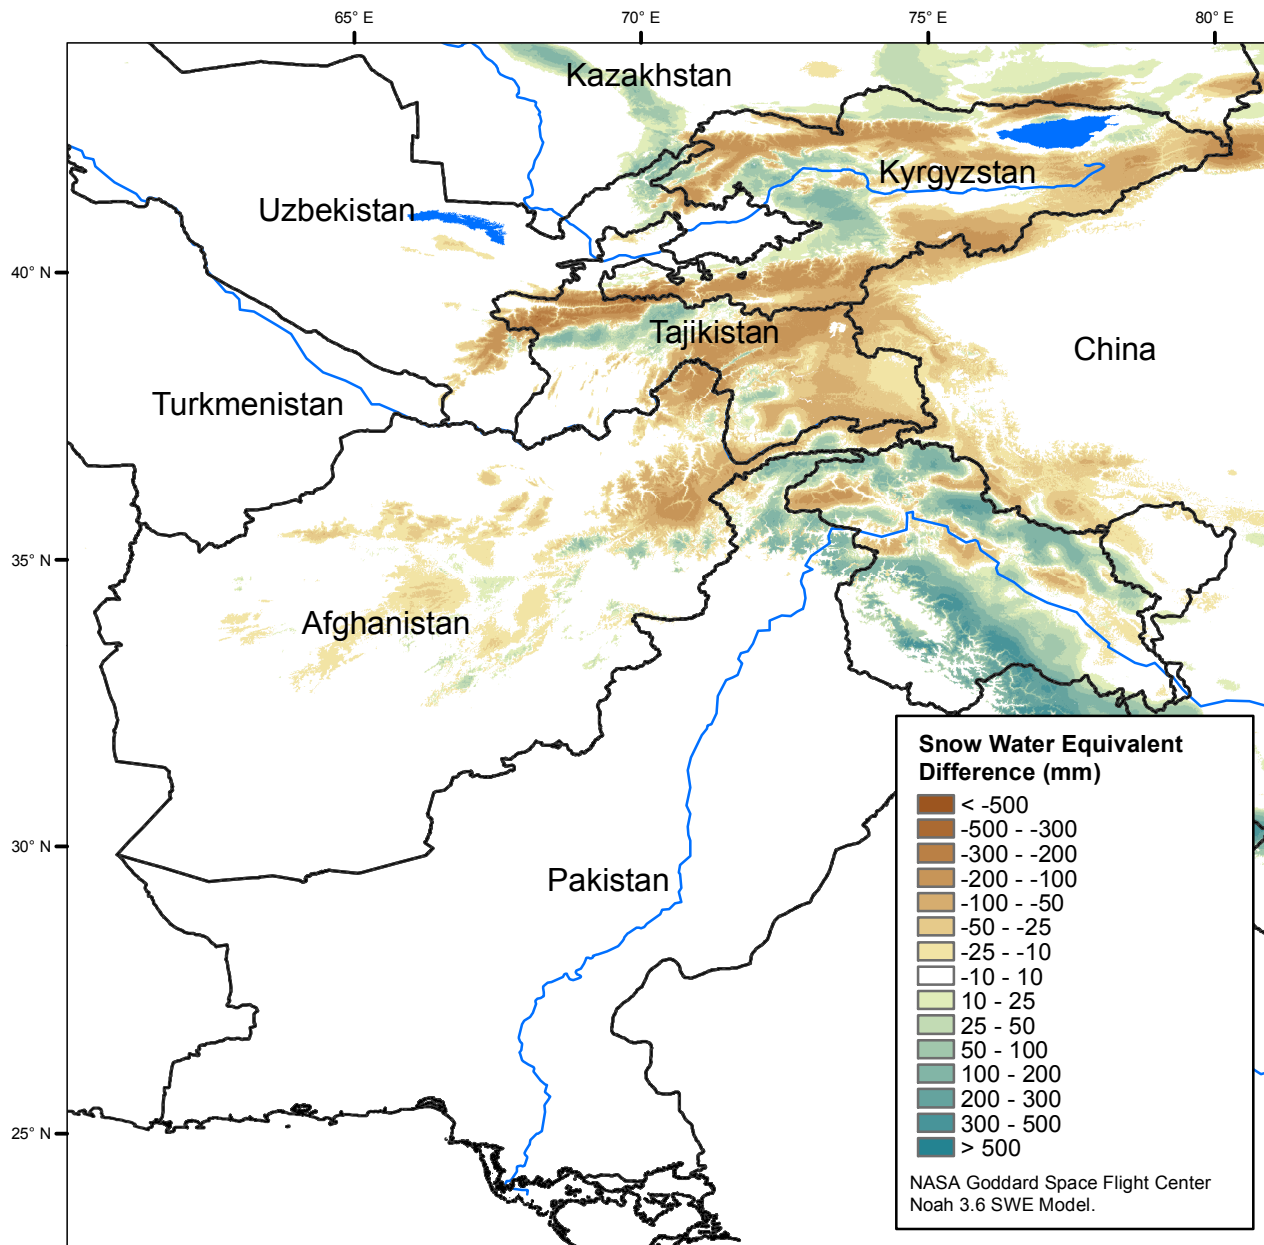 65° E
70° E
75° E
80° E
Kazakhstan
Kyrgyzstan
Uzbekistan
40° N
Tajikistan
China
Turkmenistan
35° N
Afghanistan
Snow Water Equivalent
Difference (mm)
< -500
-500 - -300
-300 - -200
-200 - -100
-100 - -50
-50 - -25
-25 - -10
-10 - 10
10 - 25
25 - 50
50 - 100
100 - 200
200 - 300
300 - 500
> 500
30° N
Pakistan
25° N
NASA Goddard Space Flight Center
Noah 3.6 SWE Model.